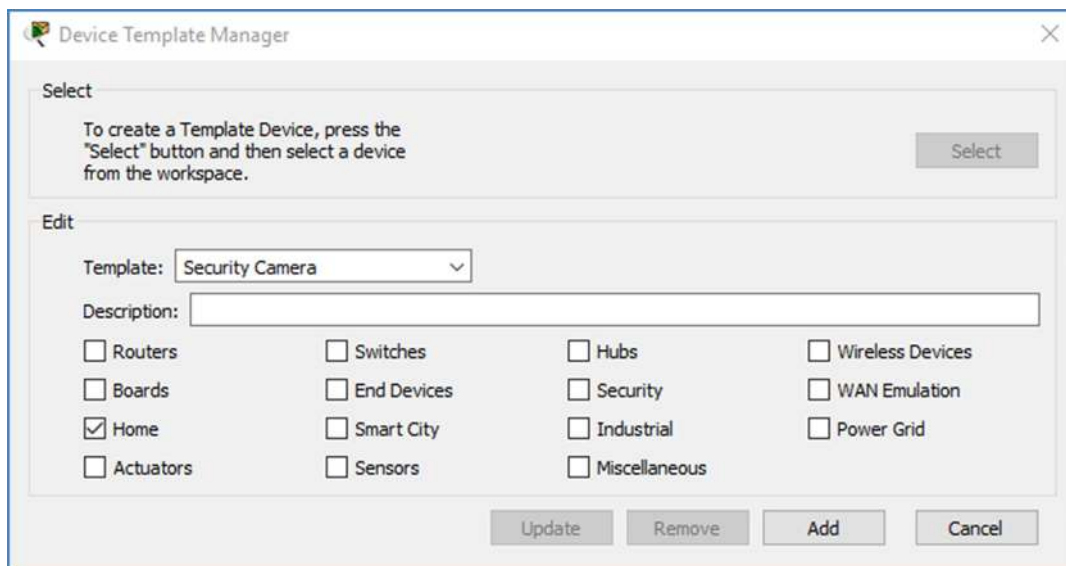 Device Template Manager
Select
To create a Template Device, press the
"Select" button and then select a device
from the workspace.
Select
Edit
Template: Security Camera
Description:
Routers Switches Hubs Wireless Devices
Boards End Devices Security WAN Emulation
Home Smart City Industrial Power Grid
Actuators Sensors Miscellaneous
Update Remove Add Cancel